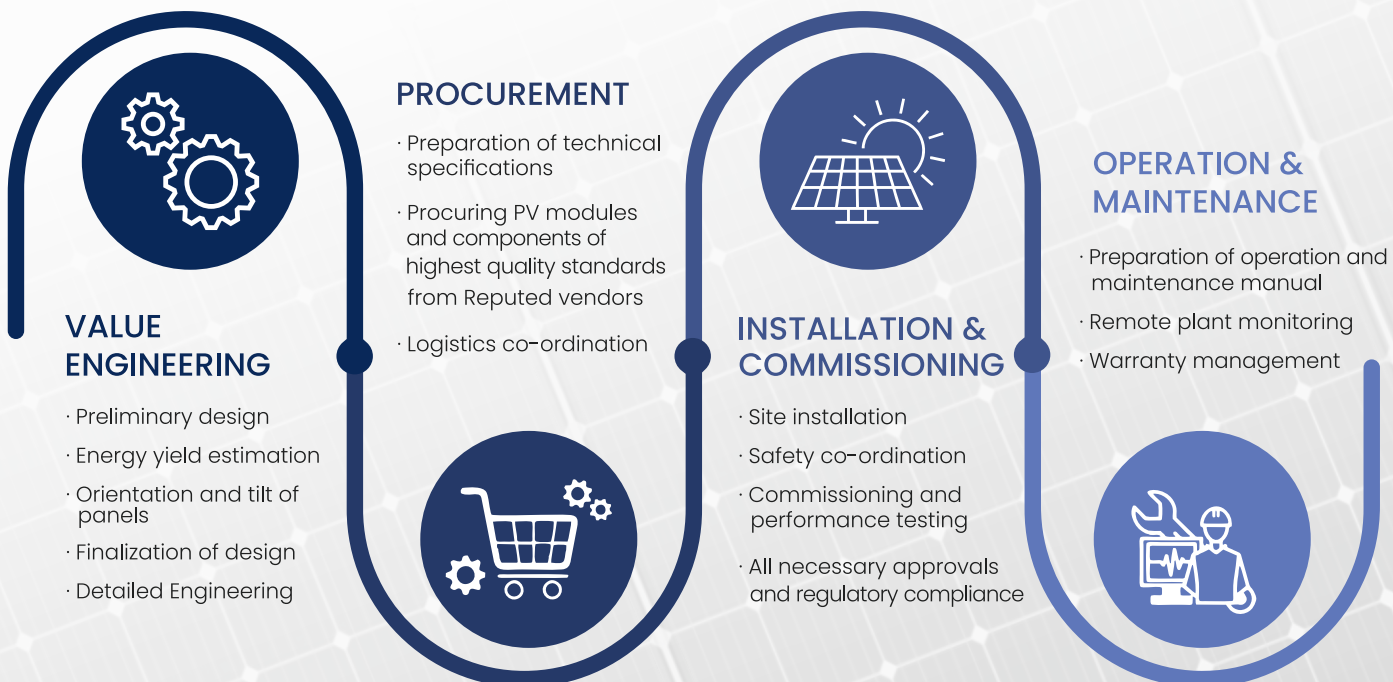 VALUE
ENGINEERING
· Preliminary design
· Energy yield estimation
· Orientation and tilt of
panels
· Finalization of design
· Detailed Engineering
PROCUREMENT
· Preparation of technical
specifications
· Procuring PV modules
and components of
highest quality standards
from Reputed vendors
· Logistics co-ordination
INSTALLATION &
COMMISSIONING
· Site installation
· Safety co-ordination
· Commissioning and
performance testing
· All necessary approvals
and regulatory compliance
OPERATION &
MAINTENANCE
· Preparation of operation and
maintenance manual
· Remote plant monitoring
· Warranty management